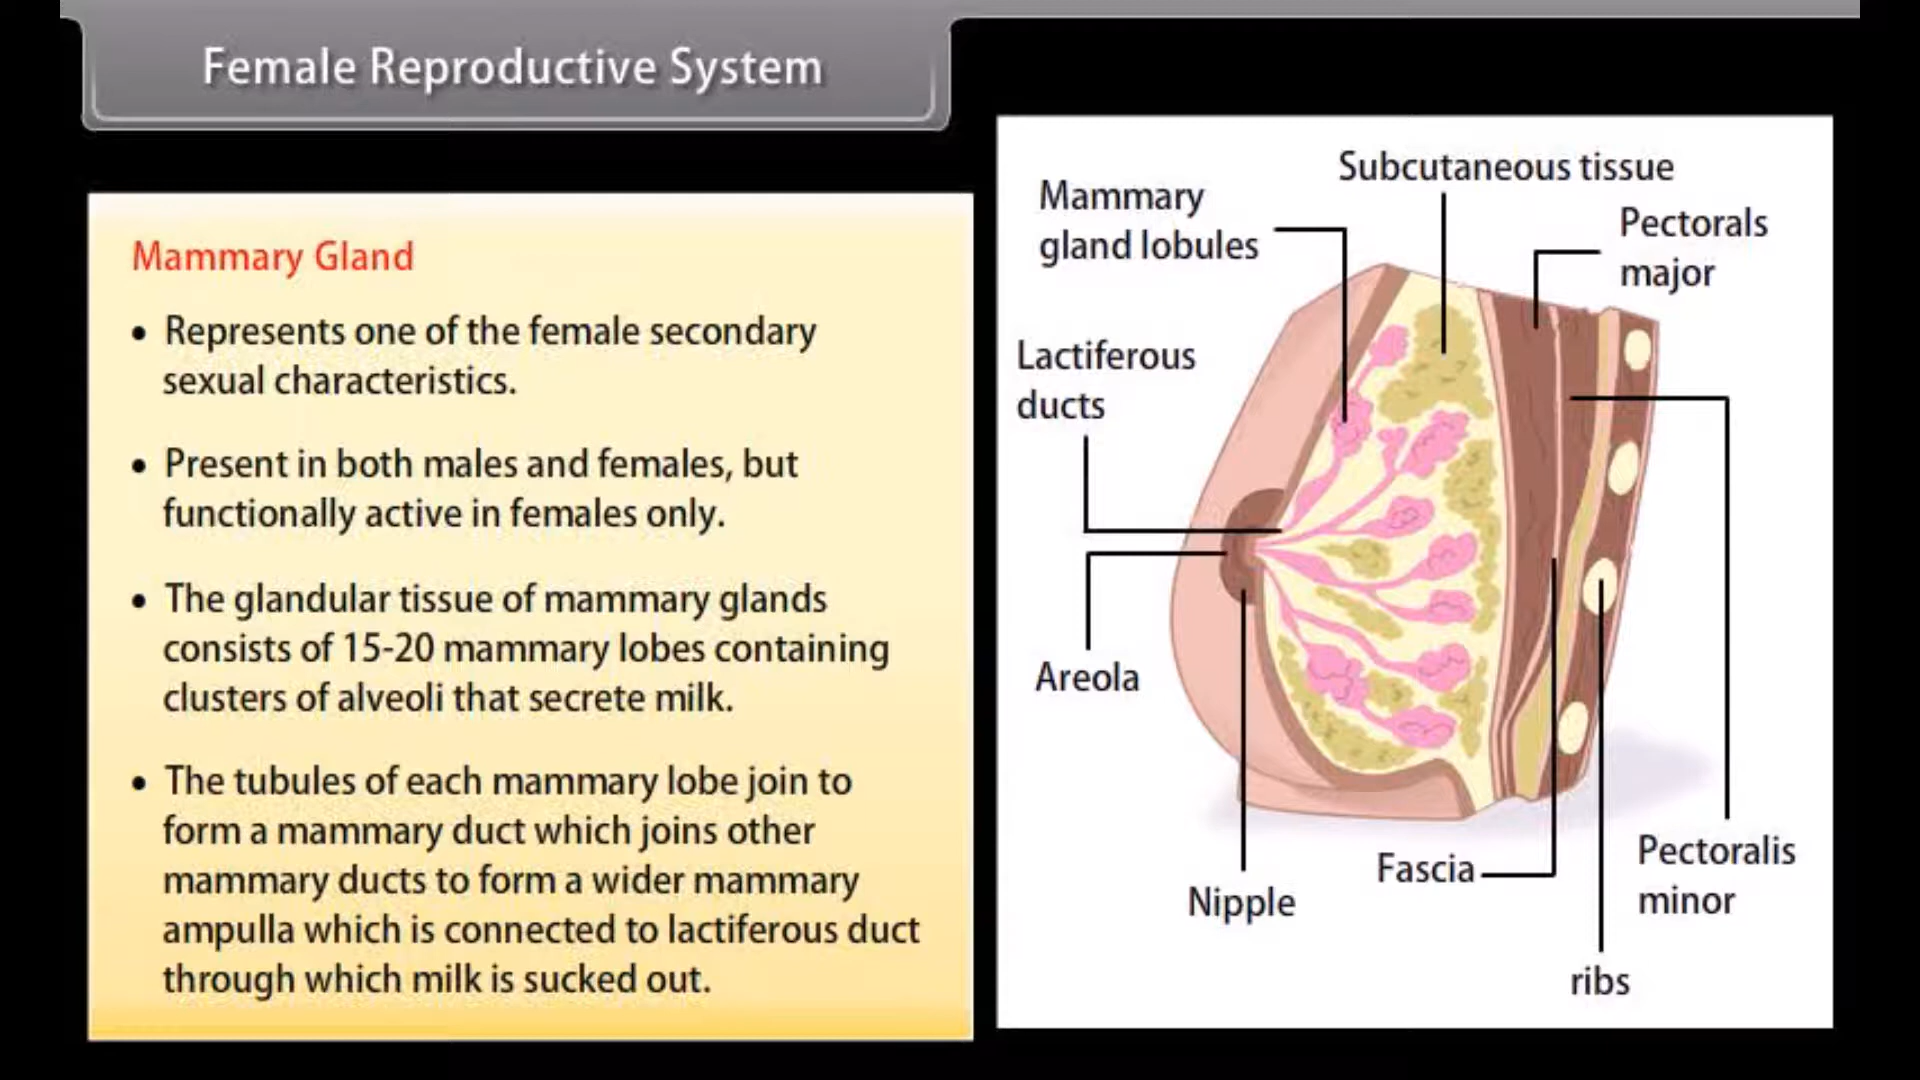 Female Reproductive System
Mammary Gland
• Represents one of the female secondary
sexual characteristics.
• Present in both males and females, but
functionally active in females only.
• The glandular tissue of mammary glands
consists of 15-20 mammary lobes containing
clusters of alveoli that secrete milk.
• The tubules of each mammary lobe join to
form a mammary duct which joins other
mammary ducts to form a wider mammary
ampulla which is connected to lactiferous duct
through which milk is sucked out.
Subcutaneous tissue
Mammary
gland lobules
Pectorals
major
Lactiferous
ducts
Areola
Nipple
Fascia
Pectoralis
minor
ribs